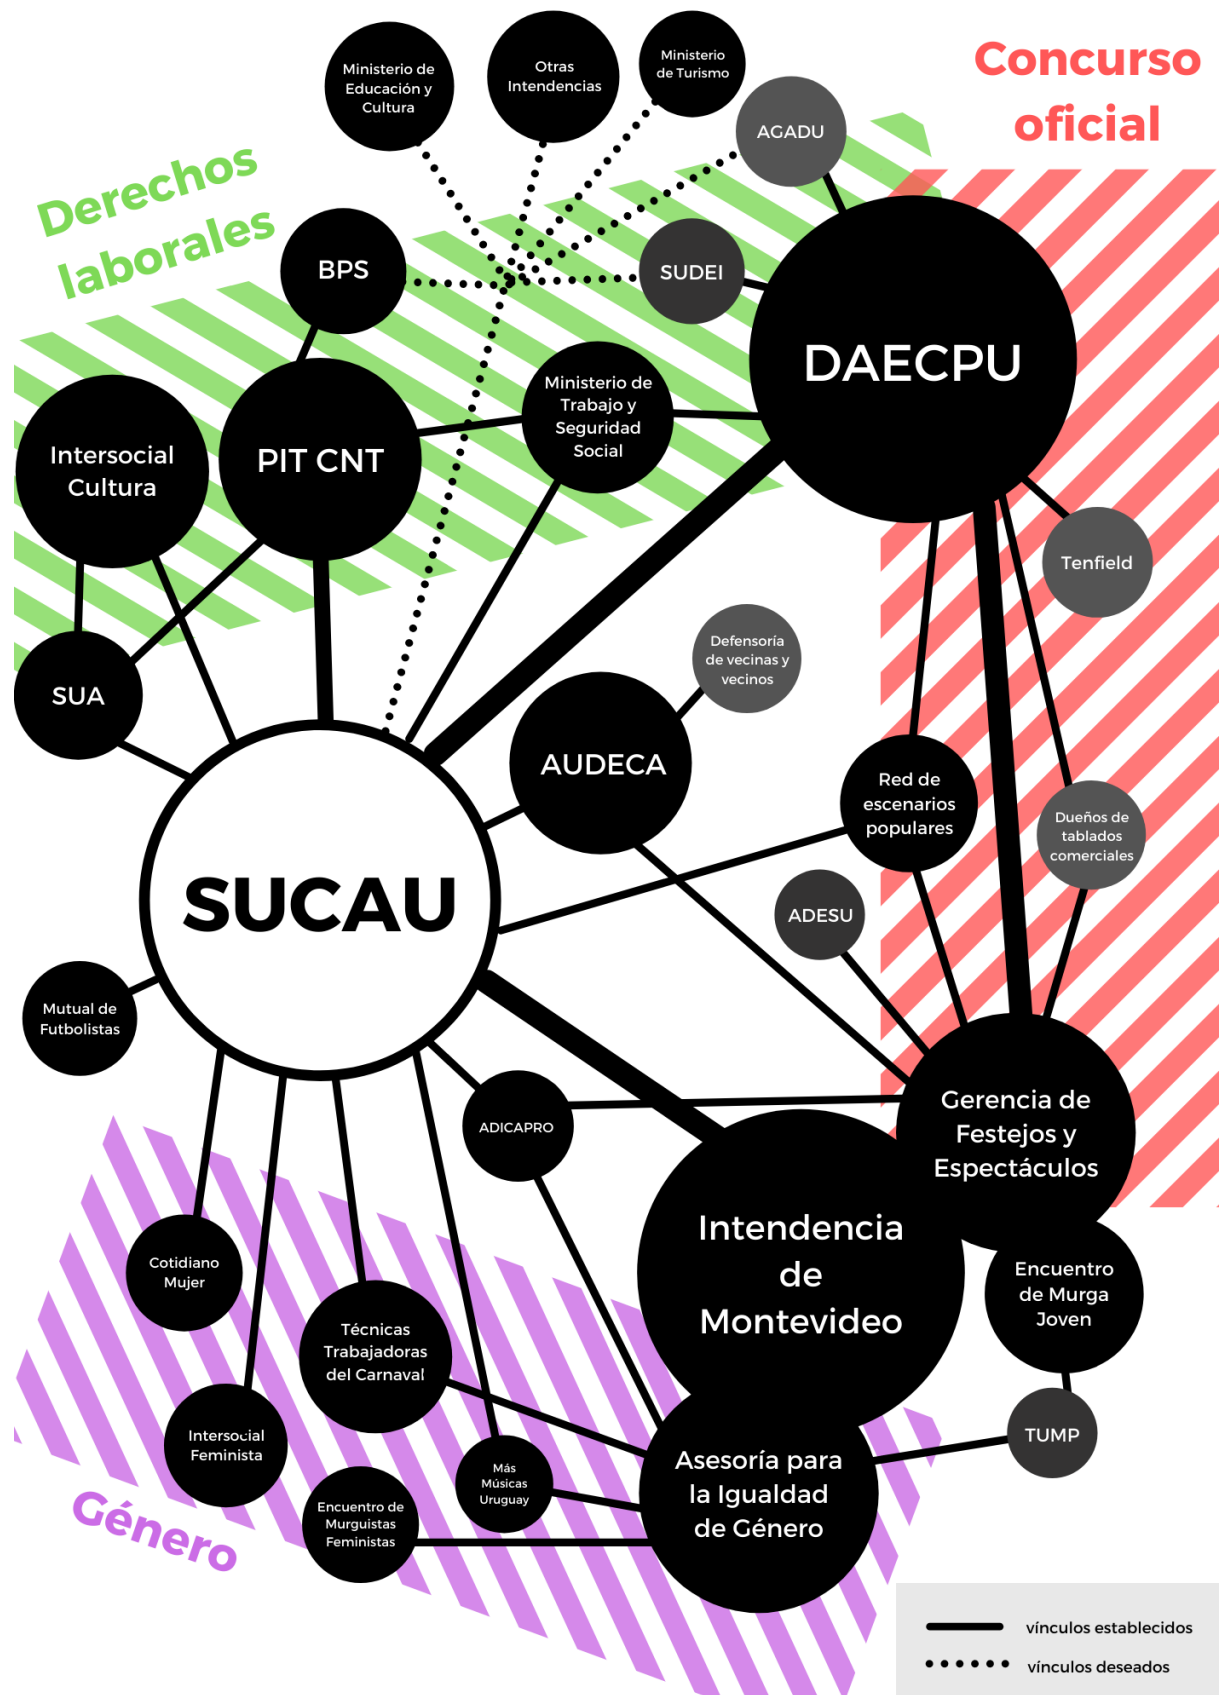 Concurso
oficial
Ministerio de
Educación y
Cultura
Otras
Intendencias
Ministerio
de Turismo
AGADU
Derechos
laborales
BPS
SUDEI
DAECPU
Ministerio de
Trabajo y
Seguridad
Social
Intersocial
Cultura
PIT CNT
Tenfield
Defensoría
de vecinas y
vecinos
SUA
AUDECA
Red de
escenarios
populares
Dueños de
tablados
comerciales
SUCAU
ADESU
Mutual de
Futbolistas
ADICAPRO
Gerencia de
Festejos y
Espectáculos
Intendencia
de
Montevideo
Cotidiano
Mujer
Encuentro
de Murga
Joven
Técnicas
Trabajadoras
del Carnaval
Intersocial
Feminista
Más
Músicas
Uruguay
TUMP
Asesoría para
la Igualdad
de Género
Encuentro de
Murguistas
Feministas
Género
vínculos establecidos
vínculos deseados